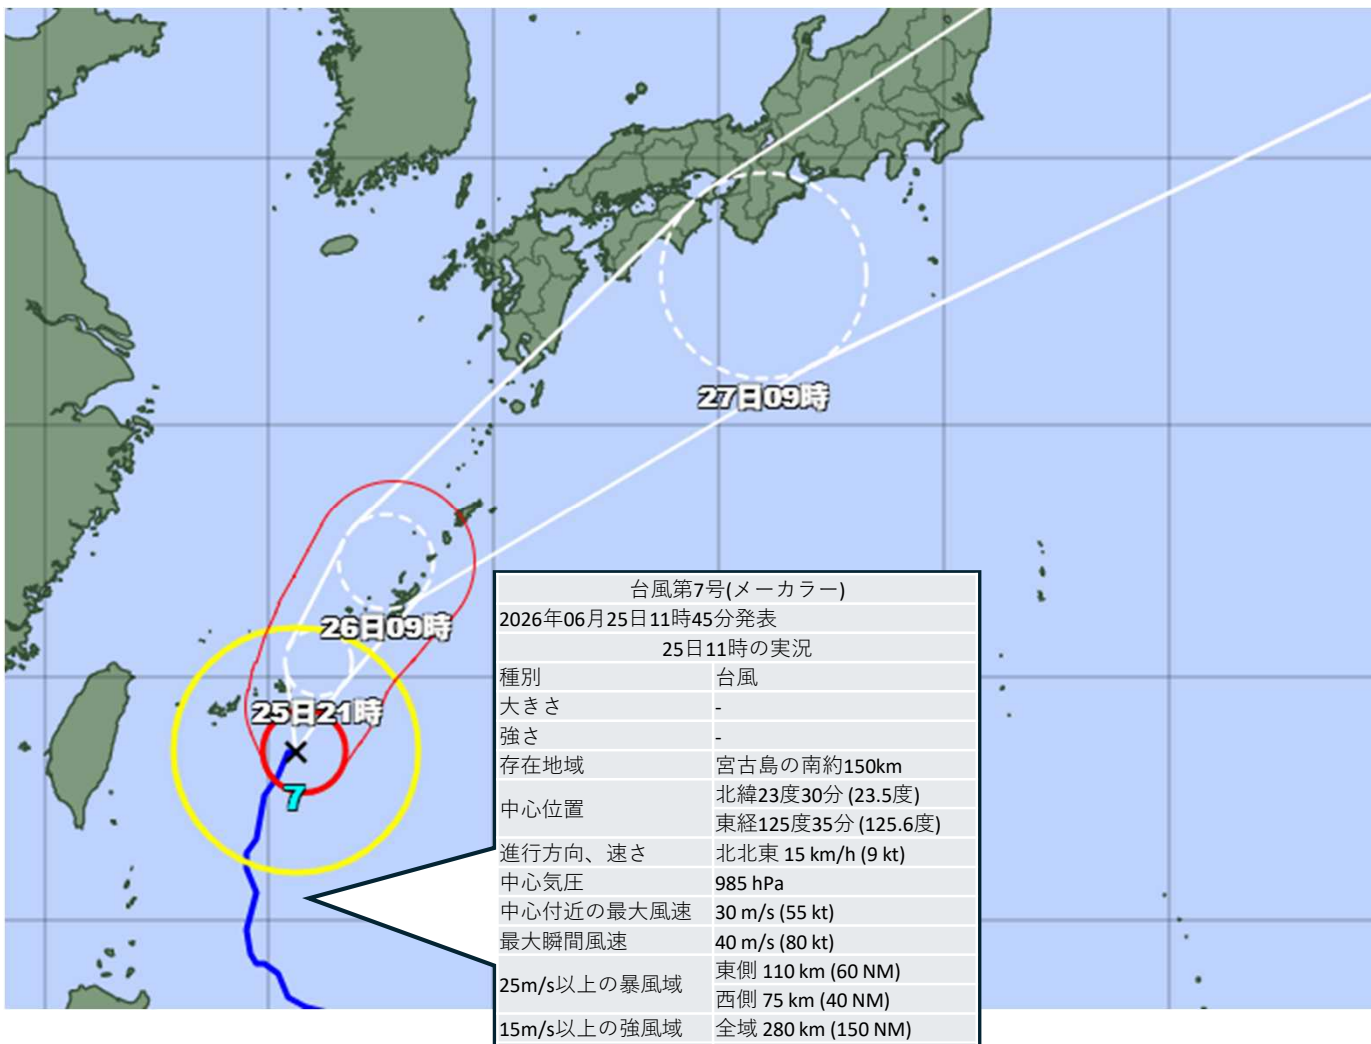 27日09時
26日09時
25日21時
7
台風第7号(メーカラー)
2026年06月25日11時45分発表
25日11時の実況
種別 台風
大きさ -
強さ -
存在地域 宮古島の南約150km
中心位置 北緯23度30分 (23.5度)
東経125度35分 (125.6度)
進行方向、速さ 北北東 15 km/h (9 kt)
中心気圧 985 hPa
中心付近の最大風速 30 m/s (55 kt)
最大瞬間風速 40 m/s (80 kt)
25m/s以上の暴風域 東側 110 km (60 NM)
西側 75 km (40 NM)
15m/s以上の強風域 全域 280 km (150 NM)